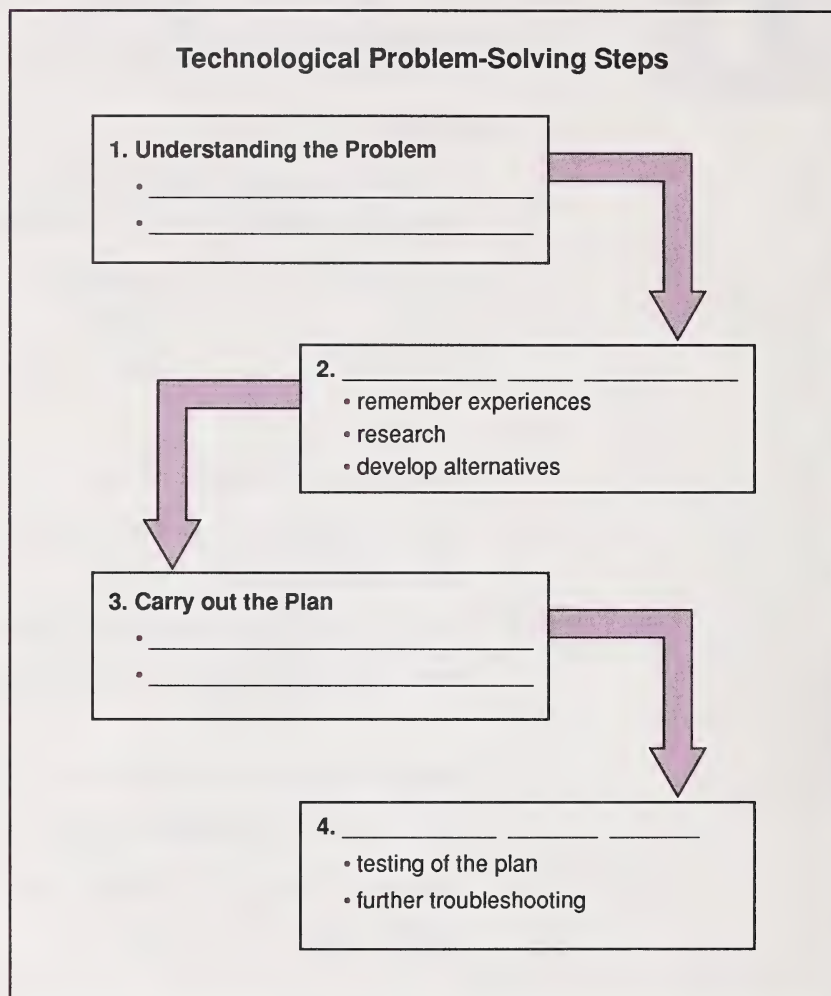 Technological Problem-Solving Steps
1. Understanding the Problem
•
•
2.
• remember experiences
• research
• develop alternatives
3. Carry out the Plan
•
•
4.
• testing of the plan
• further troubleshooting